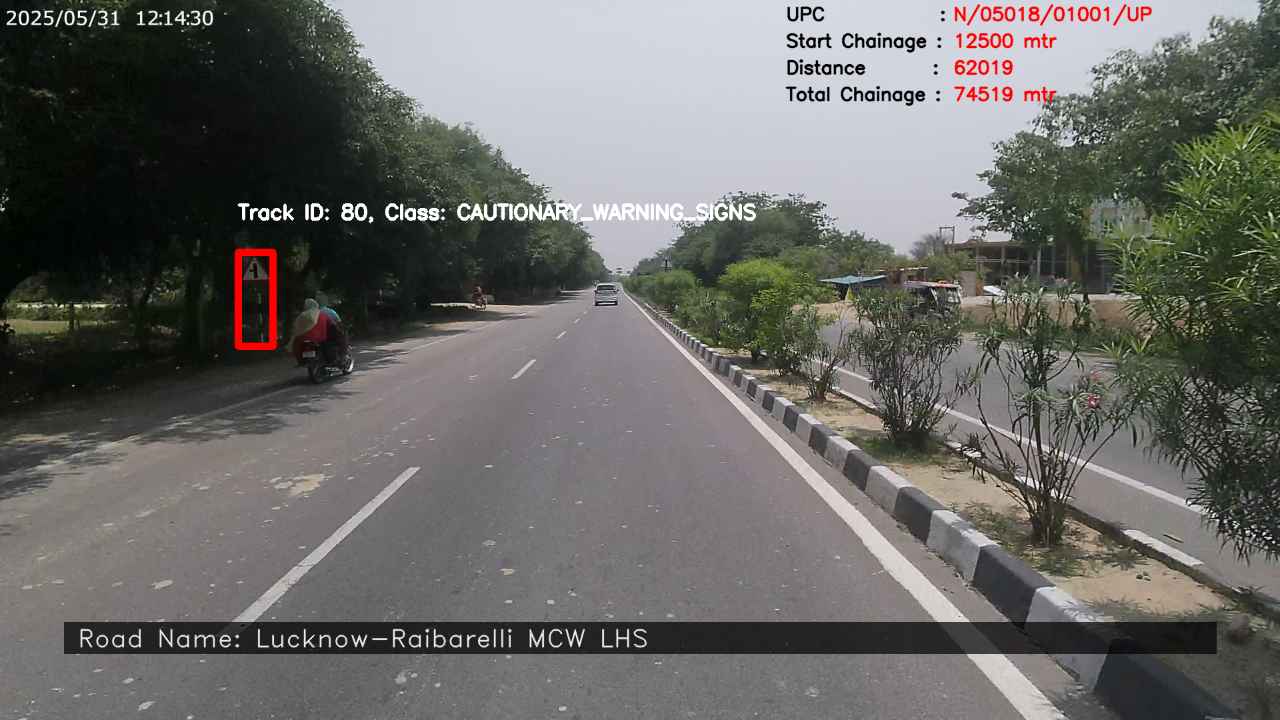 2025/05/31 12:14:30
UPC : N/05018/01001/UP
Start Chainage : 12500 mtr
Distance : 62019
Total Chainage : 74519 mtr
Track ID: 80, Class: CAUTIONARY_WARNING_SIGNS
Road Name: Lucknow-Raibarelli MCW LHS